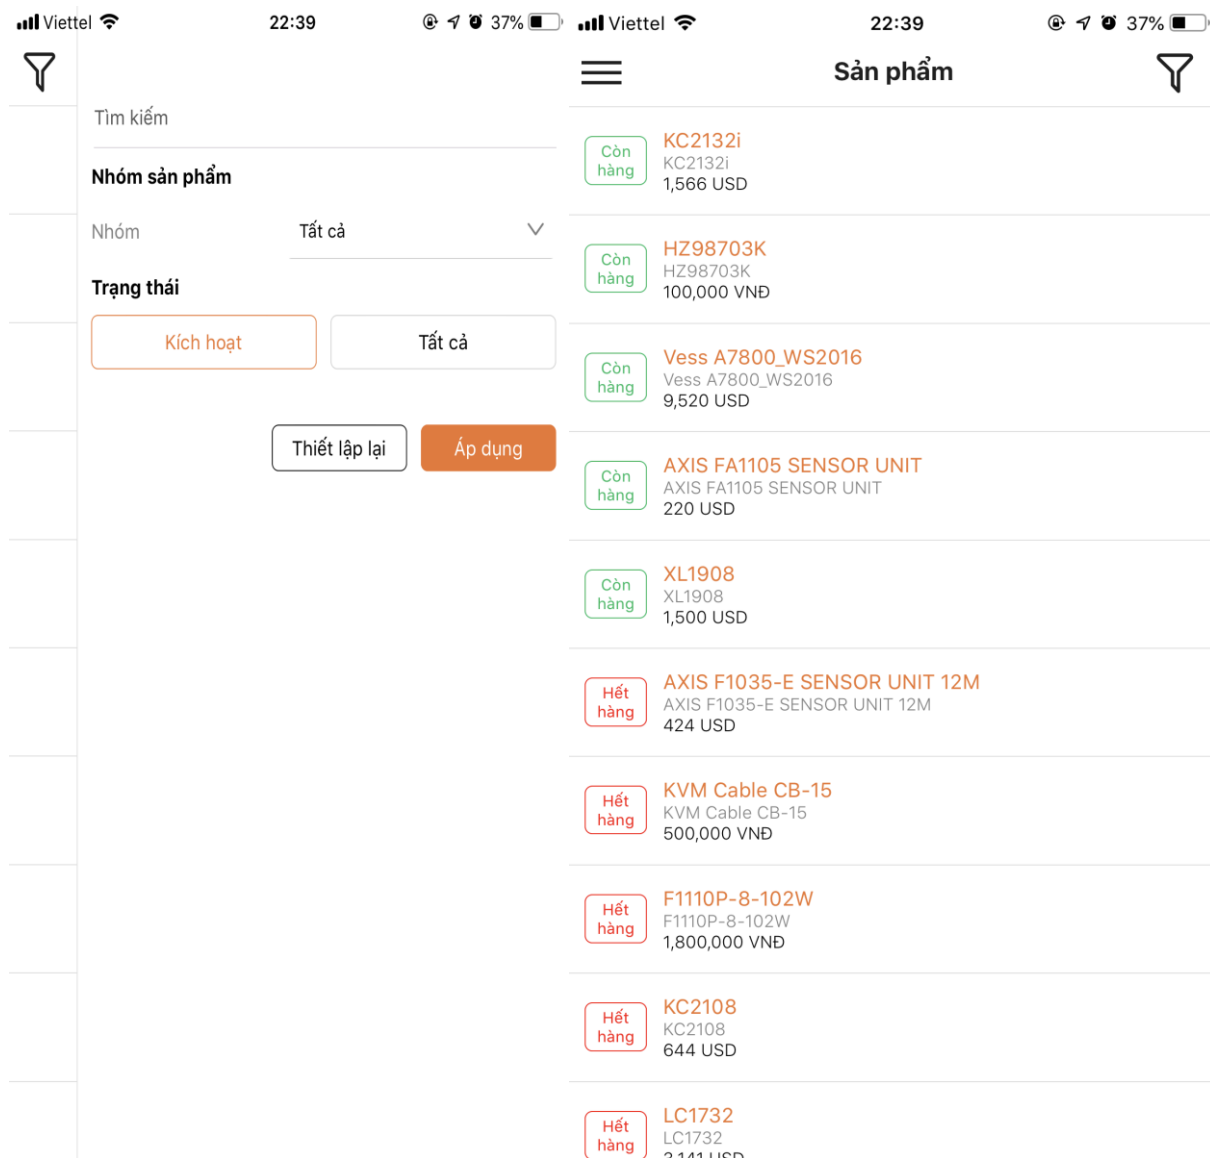 Viettel 22:39 37%
Tìm kiếm
Nhóm sản phẩm
Nhóm Tất cả
Trạng thái
Kích hoạt Tất cả
Thiết lập lại Áp dụng
Viettel 22:39 37%
Sản phẩm
Còn hàng
KC2132i
KC2132i
1,566 USD
Còn hàng
HZ98703K
HZ98703K
100,000 VNĐ
Còn hàng
Vess A7800_WS2016
Vess A7800_WS2016
9,520 USD
Còn hàng
AXIS FA1105 SENSOR UNIT
AXIS FA1105 SENSOR UNIT
220 USD
Còn hàng
XL1908
XL1908
1,500 USD
Hết hàng
AXIS F1035-E SENSOR UNIT 12M
AXIS F1035-E SENSOR UNIT 12M
424 USD
Hết hàng
KVM Cable CB-15
KVM Cable CB-15
500,000 VNĐ
Hết hàng
F1110P-8-102W
F1110P-8-102W
1,800,000 VNĐ
Hết hàng
KC2108
KC2108
644 USD
Hết hàng
LC1732
LC1732
3,141 USD